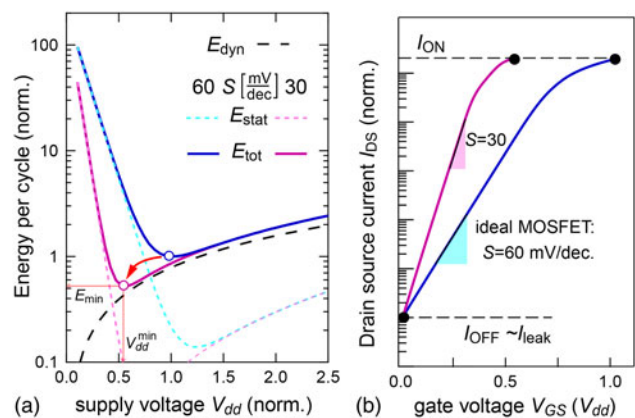 100
10
1
0.1
Energy per cycle (norm.)
E_dyn
60 S [mV/dec] 30
E_stat
E_tot
E_min
V_dd^min
0.0 0.5 1.0 1.5 2.0 2.5
(a) supply voltage V_dd (norm.)
Drain source current I_DS (norm.)
I_ON
S=30
ideal MOSFET:
S=60 mV/dec.
I_OFF ~I_leak
0.0 0.5 1.0
(b) gate voltage V_GS (V_dd)